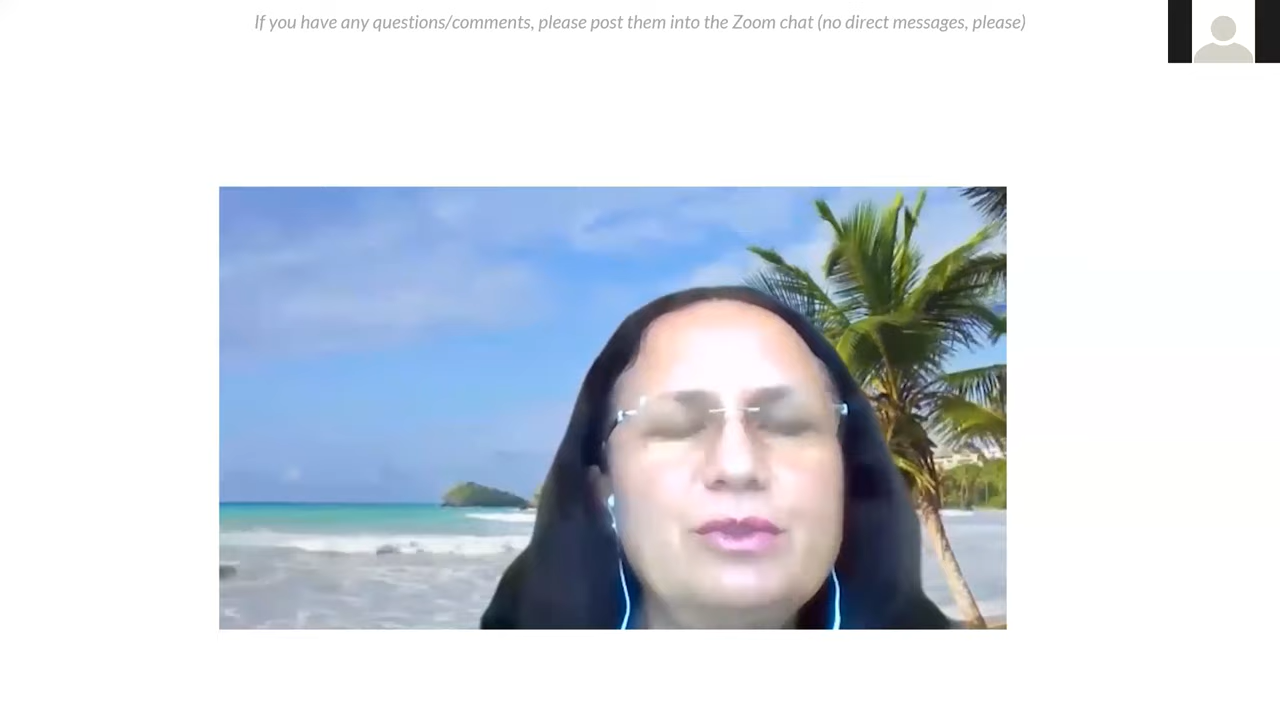 If you have any questions/comments, please post them into the Zoom chat (no direct messages, please)